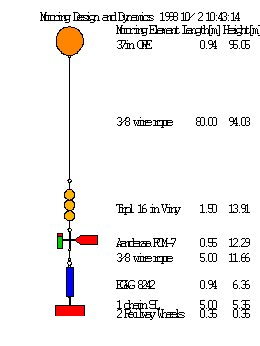 Mooring Design and Dynamics 1998 10/ 2 10:43:14
Mooring Element Length[m] Height[m]
37in ORE 0.94 95.05
3/8 wire rope 80.00 94.03
Tripl 16 in Viny 1.50 13.91
Aanderaa RCM-7 0.55 12.29
3/8 wire rope 5.00 11.66
EG&G 8242 0.94 6.36
1 chain SL 5.00 5.35
2 Railway Wheels 0.35 0.35